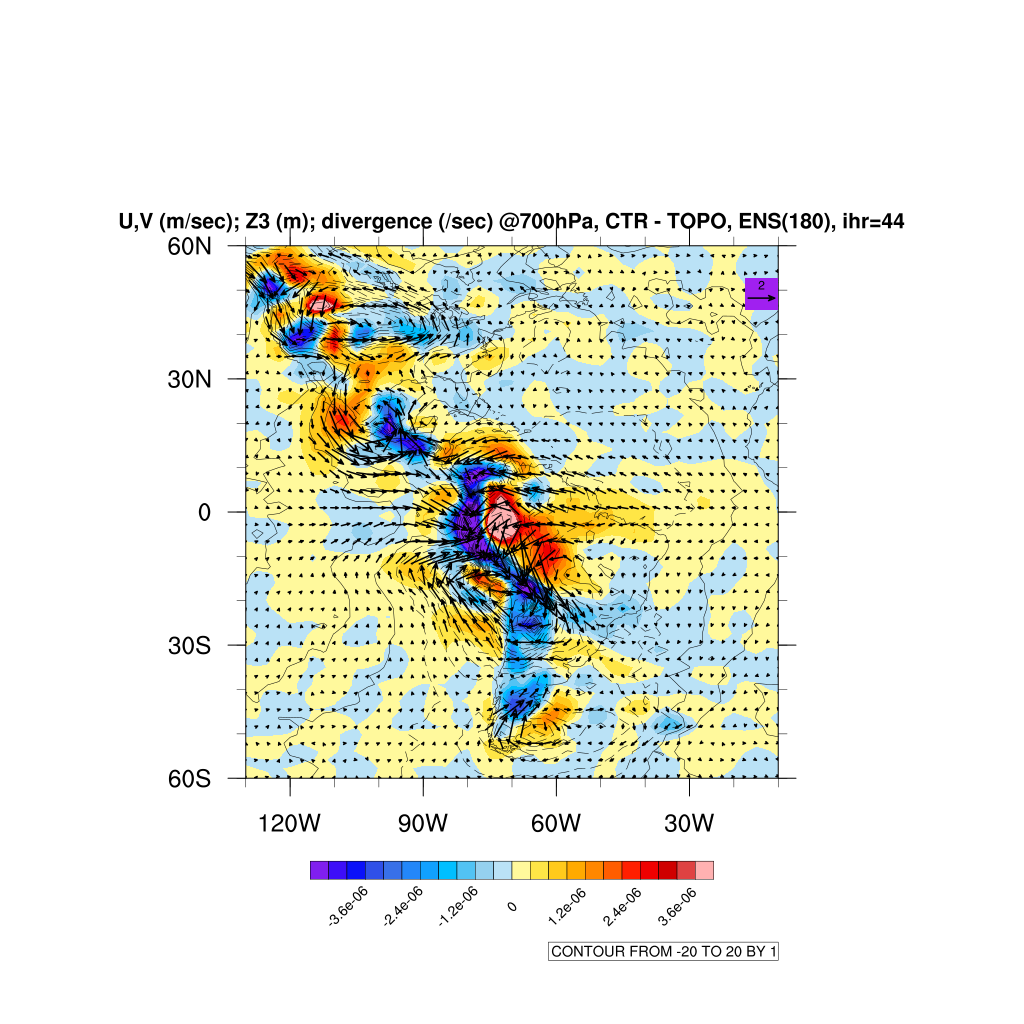 U,V (m/sec); Z3 (m); divergence (/sec) @700hPa, CTR - TOPO, ENS(180), ihr=44
60N
2
30N
0
30S
60S
120W 90W 60W 30W
-3.6e-06 -2.4e-06 -1.2e-06 0 1.2e-06 2.4e-06 3.6e-06
CONTOUR FROM -20 TO 20 BY 1